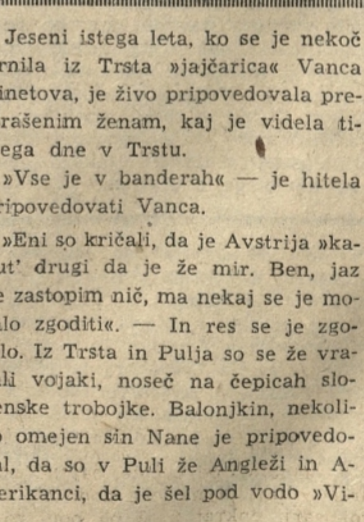 Jeseni istega leta, ko se je nekoč
rnila iz Trsta »jajčarica« Vanca
inetova, je živo pripovedovala pre-
rašenim ženam, kaj je videla ti-
ega dne v Trstu.
»Vse je v banderah« — je hitela
ripovedovati Vanca.
»Eni so kričali, da je Avstrija »ka-
ut’ drugi da je že mir. Ben, jaz
e zastopim nič, ma nekaj se je mo-
lo zgoditi«. — In res se je zgo-
lo. Iz Trsta in Pulja so se že vra-
li vojaki, noseč na čepicah slo-
enske trobojke. Balonjkin, nekoli-
o omejen sin Nane je pripovedo-
al, da so v Puli že Angleži in A-
erikanci, da je šel pod vodo »Vi-